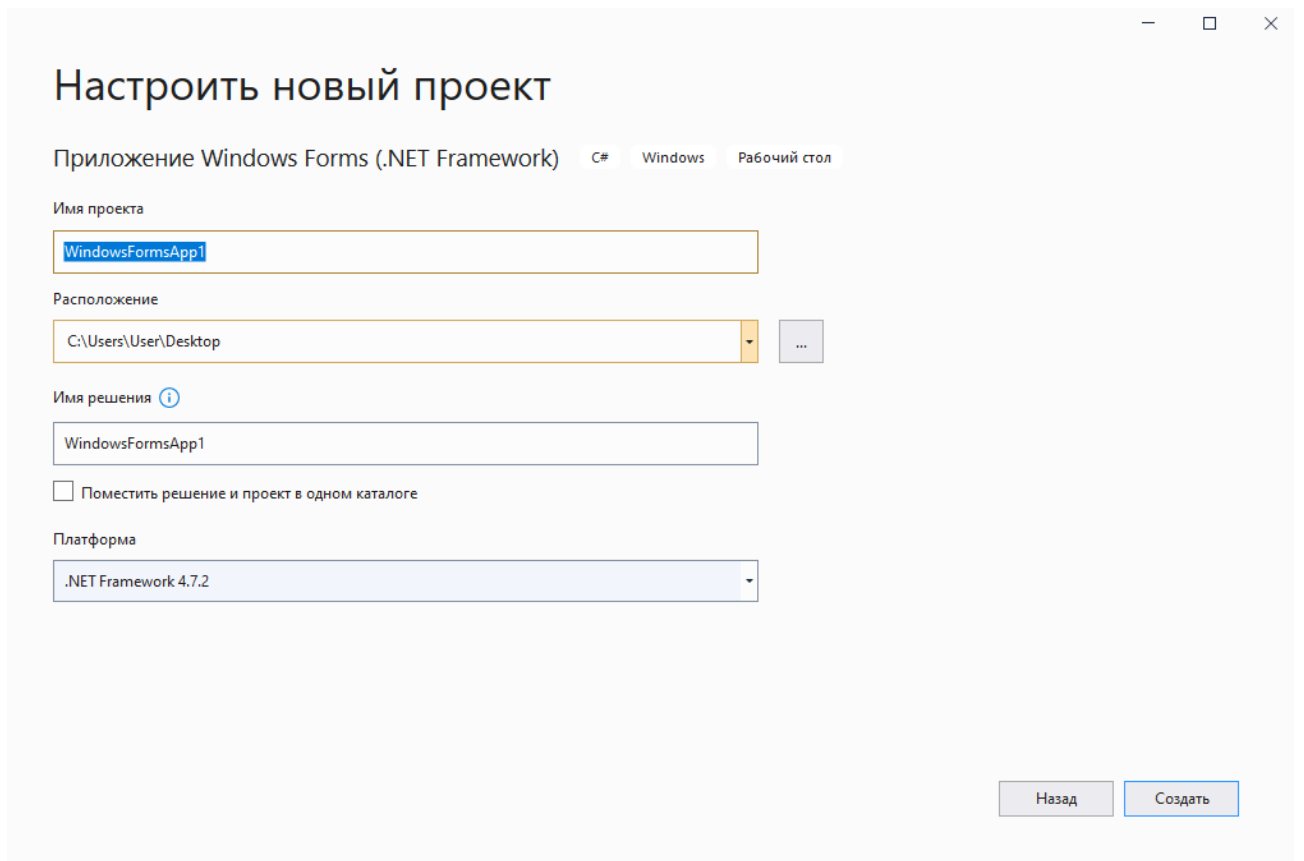 Настроить новый проект
Приложение Windows Forms (.NET Framework) C# Windows Рабочий стол
Имя проекта
WindowsFormsApp1
Расположение
C:\Users\User\Desktop
...
Имя решения
WindowsFormsApp1
Поместить решение и проект в одном каталоге
Платформа
.NET Framework 4.7.2
Назад Создать